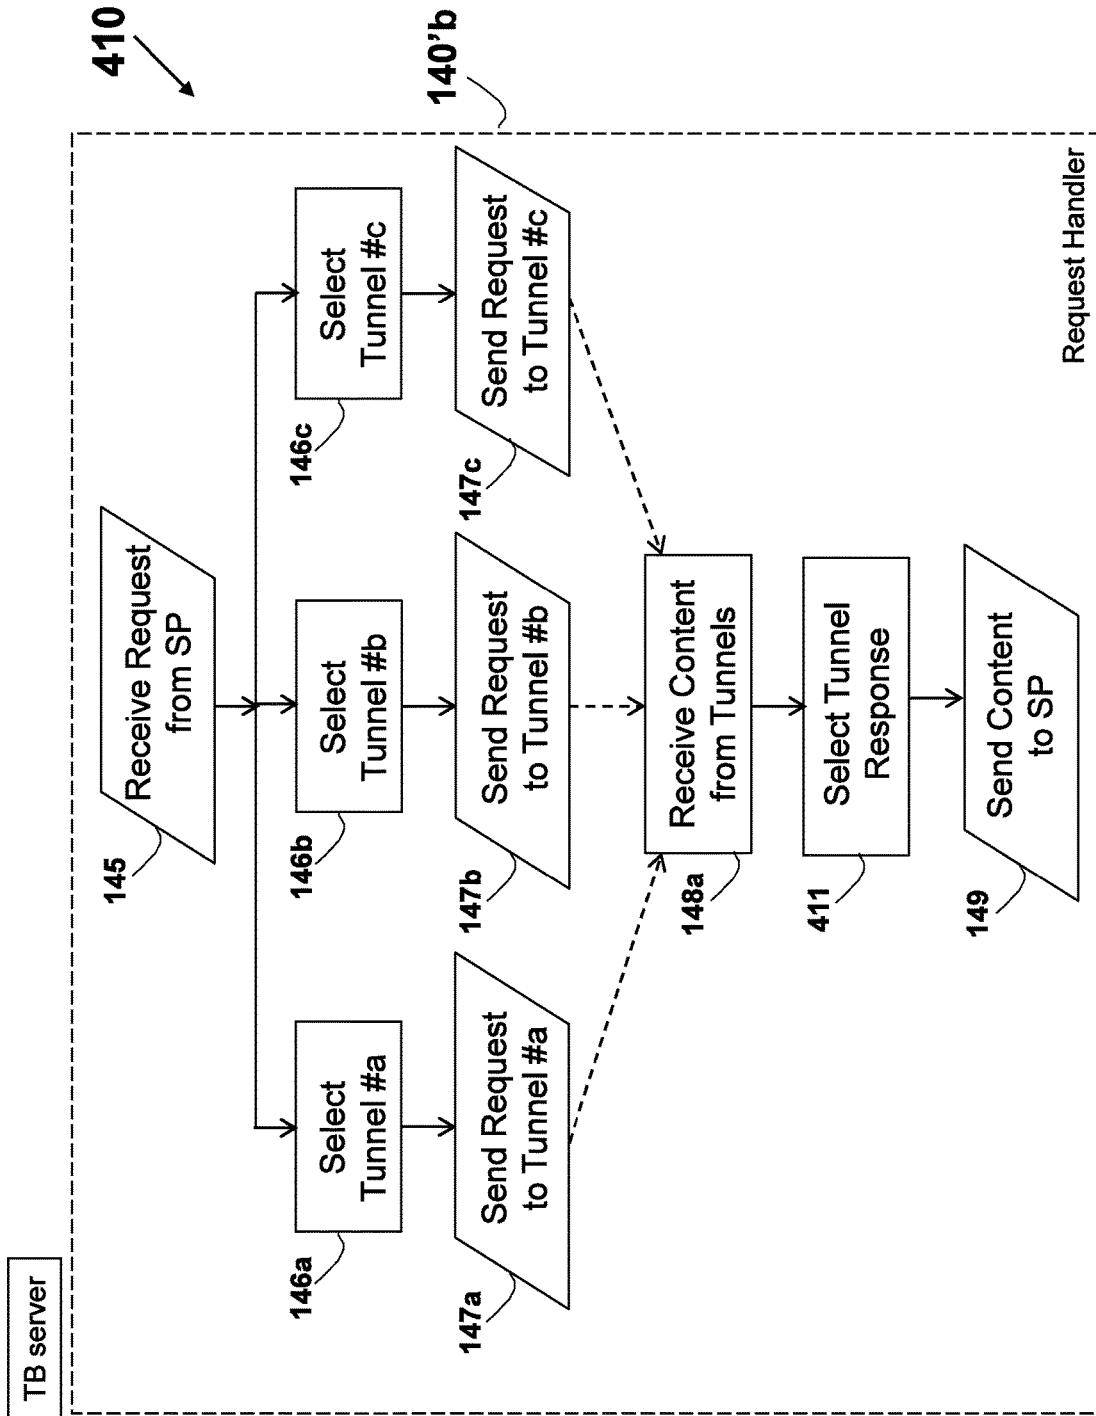 TB server
410
140'b
Receive Request
from SP
145
Select
Tunnel #a
146a
Select
Tunnel #b
146b
Select
Tunnel #c
146c
Send Request
to Tunnel #a
147a
Send Request
to Tunnel #b
147b
Send Request
to Tunnel #c
147c
Receive Content
from Tunnels
148a
Select Tunnel
Response
411
Send Content
to SP
149
Request Handler